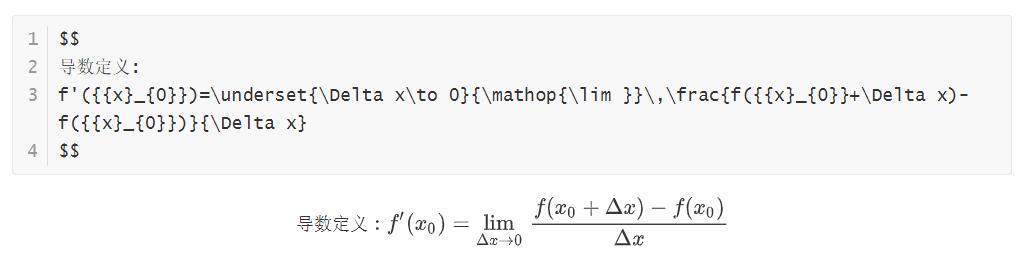 1 $$
2 导数定义:
3 f'({{x}_{0}})=\underset{\Delta x\to 0}{\mathop{\lim }}\,\frac{f({{x}_{0}}+\Delta x)-
f({{x}_{0}})}{\Delta x}
4 $$
导数定义：f′(x₀) = lim_{Δx→0} \frac{f(x₀ + Δx) − f(x₀)}{Δx}